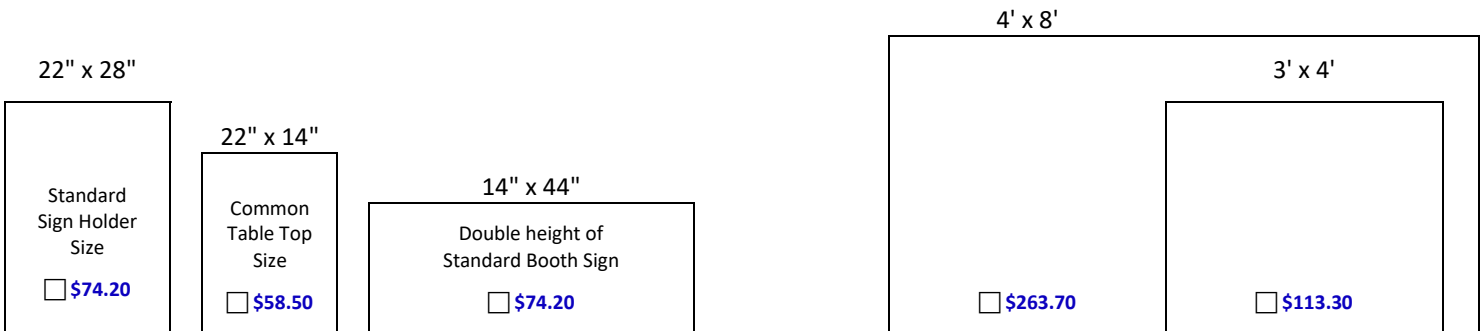 4' x 8'
22" x 28"
3' x 4'
22" x 14"
14" x 44"
Standard
Sign Holder
Size
$74.20
Common
Table Top
Size
$58.50
Double height of
Standard Booth Sign
$74.20
$263.70
$113.30